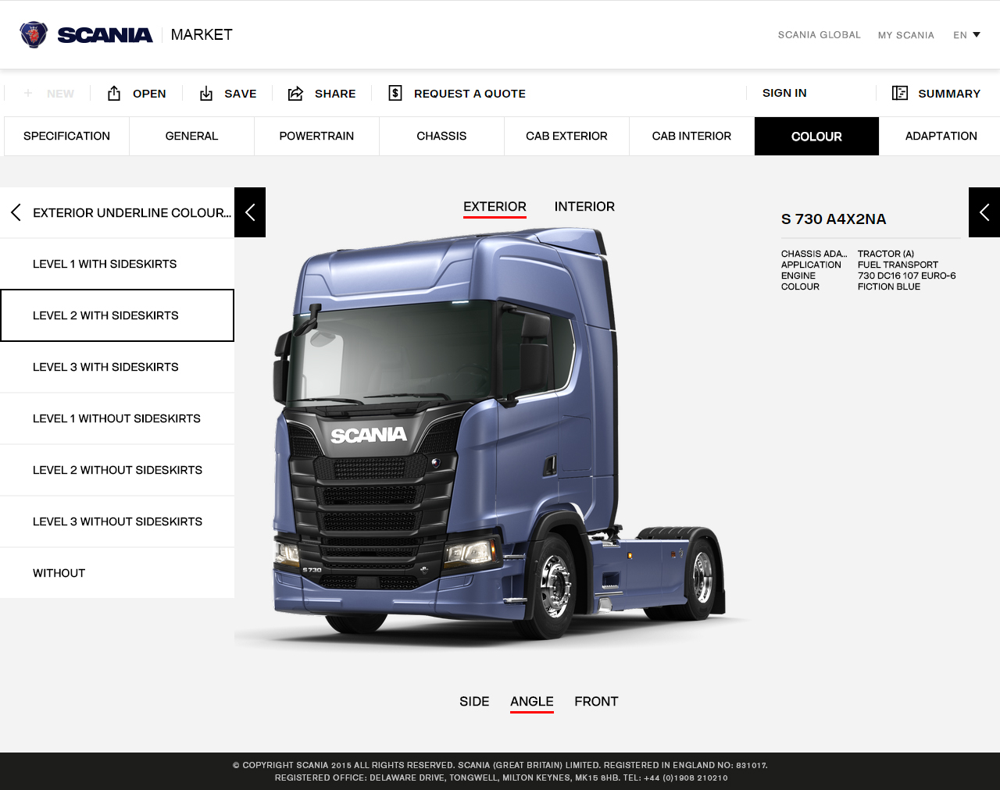 SCANIA MARKET
SCANIA GLOBAL MY SCANIA EN
+ NEW OPEN SAVE SHARE $ REQUEST A QUOTE SIGN IN SUMMARY
SPECIFICATION GENERAL POWERTRAIN CHASSIS CAB EXTERIOR CAB INTERIOR COLOUR ADAPTATION
EXTERIOR UNDERLINE COLOUR...
LEVEL 1 WITH SIDESKIRTS
LEVEL 2 WITH SIDESKIRTS
LEVEL 3 WITH SIDESKIRTS
LEVEL 1 WITHOUT SIDESKIRTS
LEVEL 2 WITHOUT SIDESKIRTS
LEVEL 3 WITHOUT SIDESKIRTS
WITHOUT
EXTERIOR INTERIOR
SCANIA
S 730
SIDE ANGLE FRONT
S 730 A4X2NA
CHASSIS ADA... TRACTOR (A)
APPLICATION FUEL TRANSPORT
ENGINE 730 DC16 107 EURO-6
COLOUR FICTION BLUE
© COPYRIGHT SCANIA 2015 ALL RIGHTS RESERVED. SCANIA (GREAT BRITAIN) LIMITED. REGISTERED IN ENGLAND NO: 831017.
REGISTERED OFFICE: DELAWARE DRIVE, TONGWELL, MILTON KEYNES, MK15 8HB. TEL: +44 (0)1908 210210